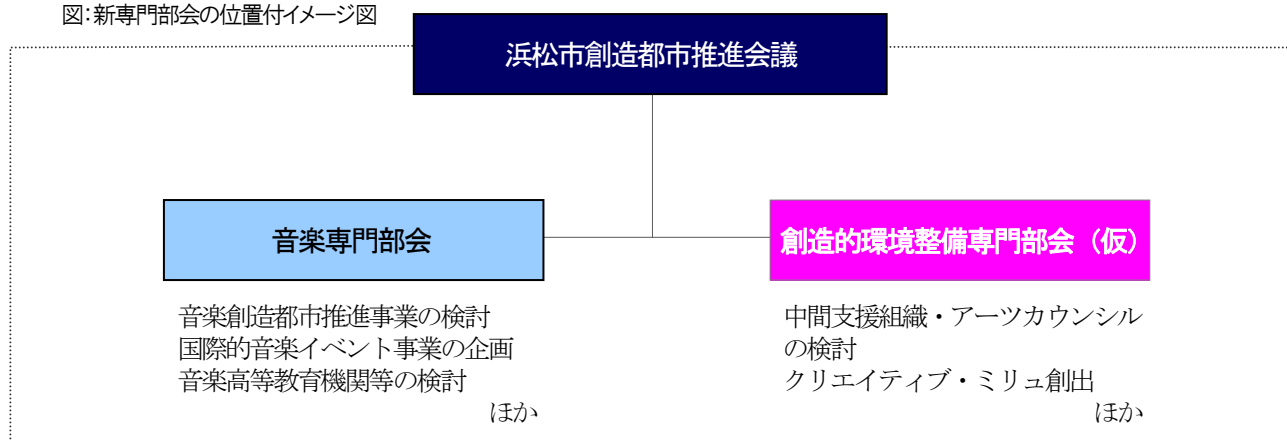 図：新専門部会の位置付イメージ図
浜松市創造都市推進会議
音楽専門部会
創造的環境整備専門部会（仮）
音楽創造都市推進事業の検討
国際的音楽イベント事業の企画
音楽高等教育機関等の検討
ほか
中間支援組織・アーツカウンシル
の検討
クリエイティブ・ミリュ創出
ほか